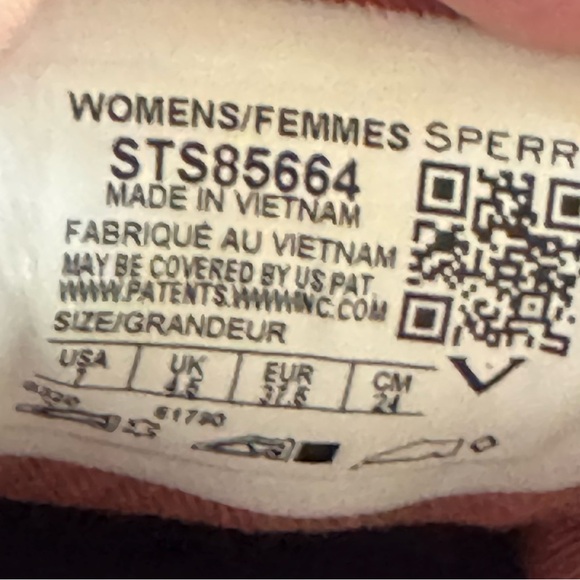 WOMENS/FEMMES SPERR
STS85664
MADE IN VIETNAM
FABRIQUÉ AU VIETNAM
MAY BE COVERED BY US PAT.
WWW.PATENTS.WWWINC.COM
SIZE/GRANDEUR
USA UK EUR CM
7 4.5 37.5 24